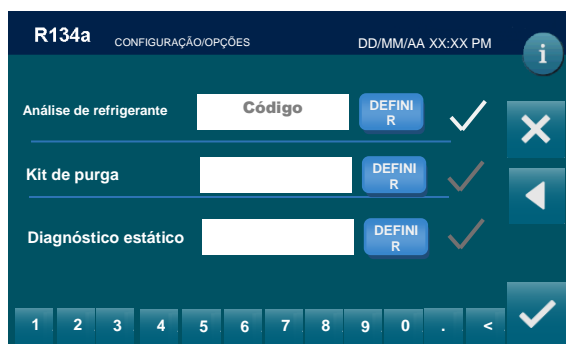 R134a CONFIGURAÇÃO/OPÇÕES DD/MM/AA XX:XX PM
i
Análise de refrigerante Código DEFINI
R
Kit de purga DEFINI
R
Diagnóstico estático DEFINI
R
1 2 3 4 5 6 7 8 9 0 . <